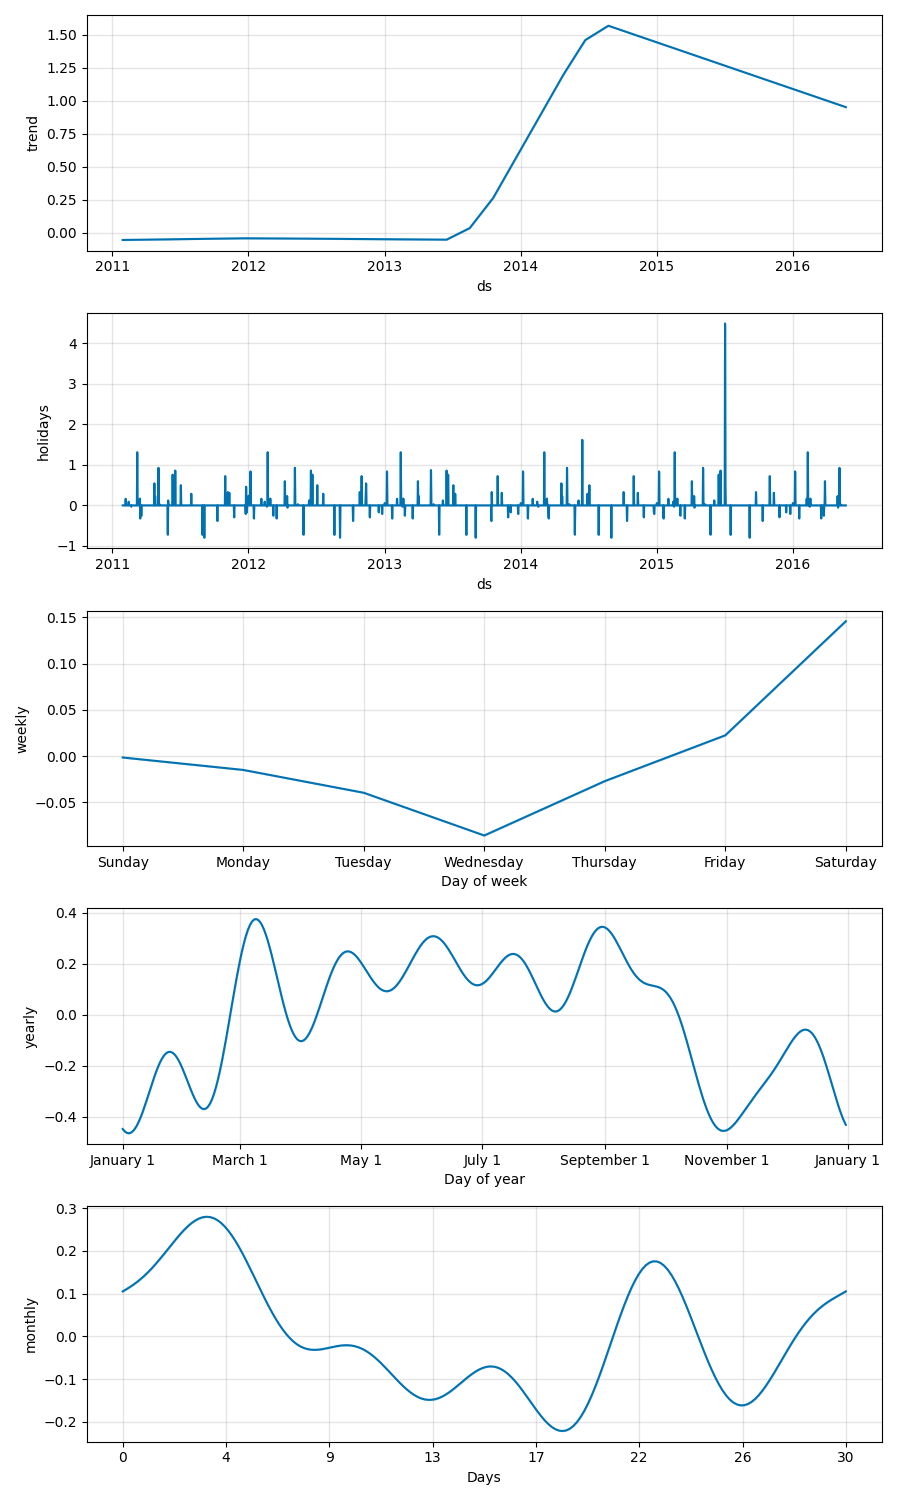 trend
1.50
1.25
1.00
0.75
0.50
0.25
0.00
2011 2012 2013 2014 2015 2016
ds
holidays
4
3
2
1
0
−1
2011 2012 2013 2014 2015 2016
ds
weekly
0.15
0.10
0.05
0.00
−0.05
Sunday Monday Tuesday Wednesday Thursday Friday Saturday
Day of week
yearly
0.4
0.2
0.0
−0.2
−0.4
January 1 March 1 May 1 July 1 September 1 November 1 January 1
Day of year
monthly
0.3
0.2
0.1
0.0
−0.1
−0.2
0 4 9 13 17 22 26 30
Days